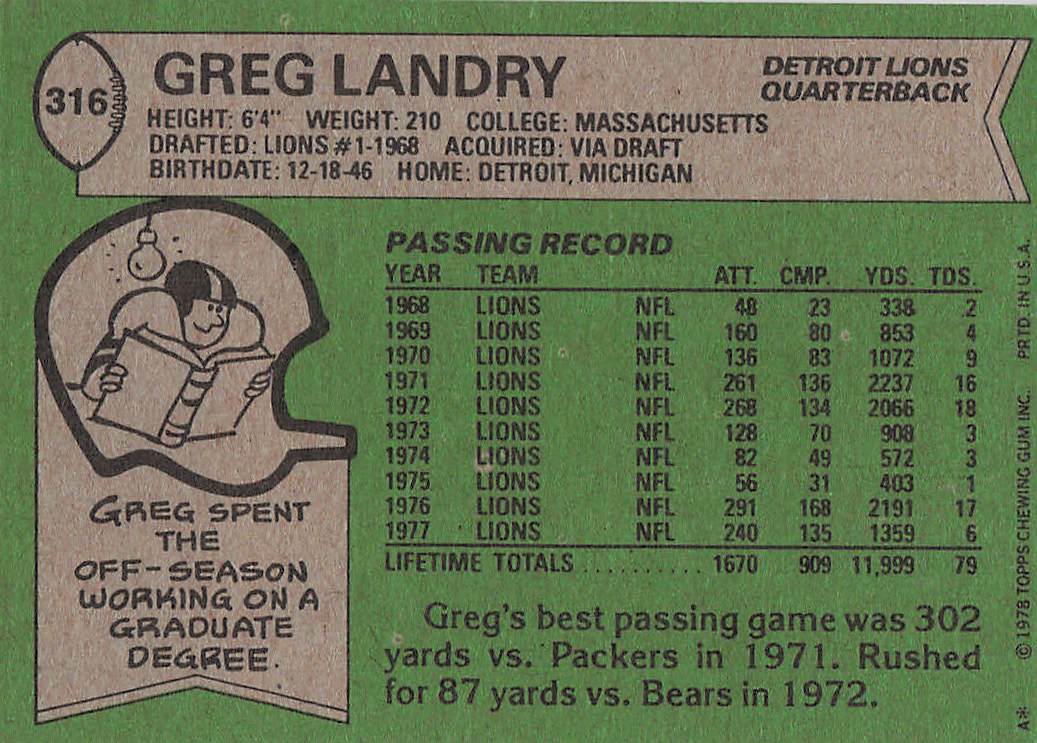 316
GREG LANDRY
DETROIT LIONS
QUARTERBACK
HEIGHT: 6'4" WEIGHT: 210 COLLEGE: MASSACHUSETTS
DRAFTED: LIONS #1-1968 ACQUIRED: VIA DRAFT
BIRTHDATE: 12-18-46 HOME: DETROIT, MICHIGAN
PASSING RECORD
YEAR TEAM ATT. CMP. YDS. TDS.
1968 LIONS NFL 48 23 338 2
1969 LIONS NFL 160 80 853 4
1970 LIONS NFL 136 83 1072 9
1971 LIONS NFL 261 136 2237 16
1972 LIONS NFL 268 134 2066 18
1973 LIONS NFL 128 70 908 3
1974 LIONS NFL 82 49 572 3
1975 LIONS NFL 56 31 403 1
1976 LIONS NFL 291 168 2191 17
1977 LIONS NFL 240 135 1359 6
LIFETIME TOTALS .......... 1670 909 11,999 79
GREG SPENT
THE
OFF-SEASON
WORKING ON A
GRADUATE
DEGREE.
Greg's best passing game was 302
yards vs. Packers in 1971. Rushed
for 87 yards vs. Bears in 1972.
A* © 1978 TOPPS CHEWING GUM INC. PRTD. IN U.S.A.